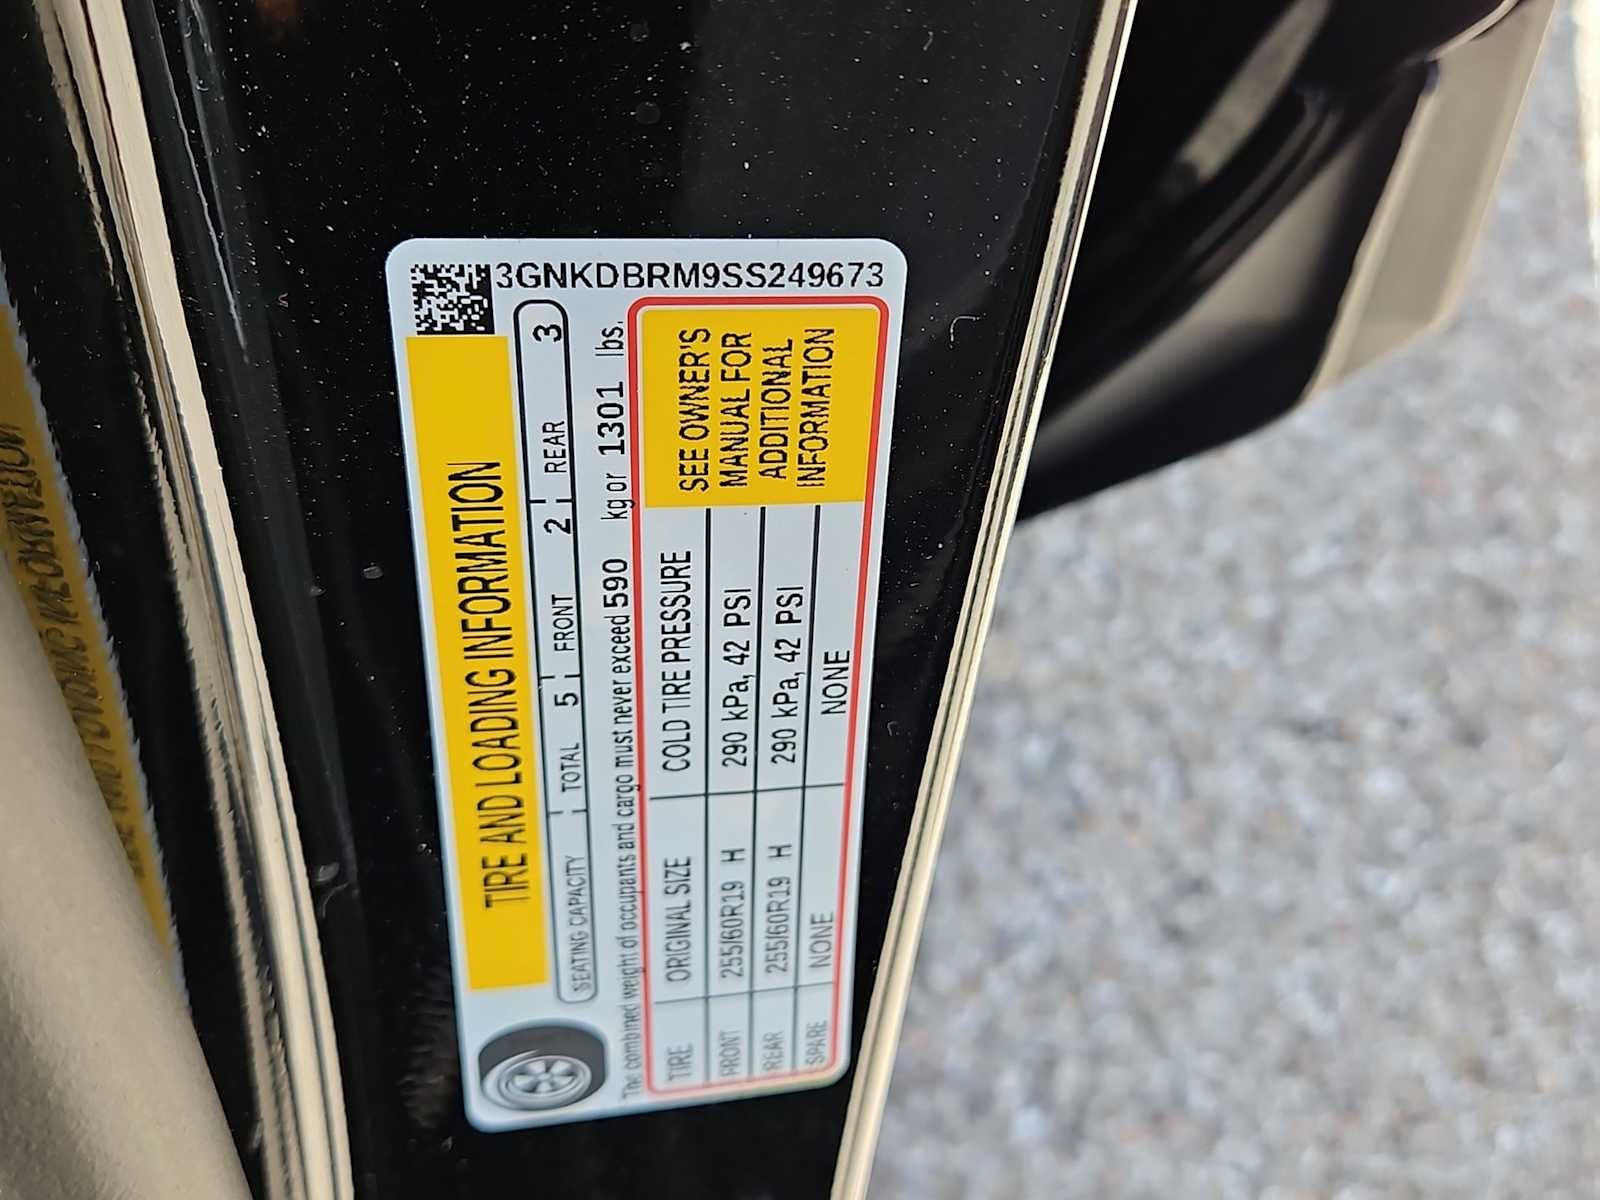 3GNKDBRM9SS249673
TIRE AND LOADING INFORMATION
SEATING CAPACITY TOTAL 5 FRONT 2 REAR 3
The combined weight of occupants and cargo must never exceed 590 kg or 1301 lbs.
TIRE ORIGINAL SIZE COLD TIRE PRESSURE
FRONT 255/60R19 H 290 kPa, 42 PSI
REAR 255/60R19 H 290 kPa, 42 PSI
SPARE NONE NONE
SEE OWNER'S
MANUAL FOR
ADDITIONAL
INFORMATION